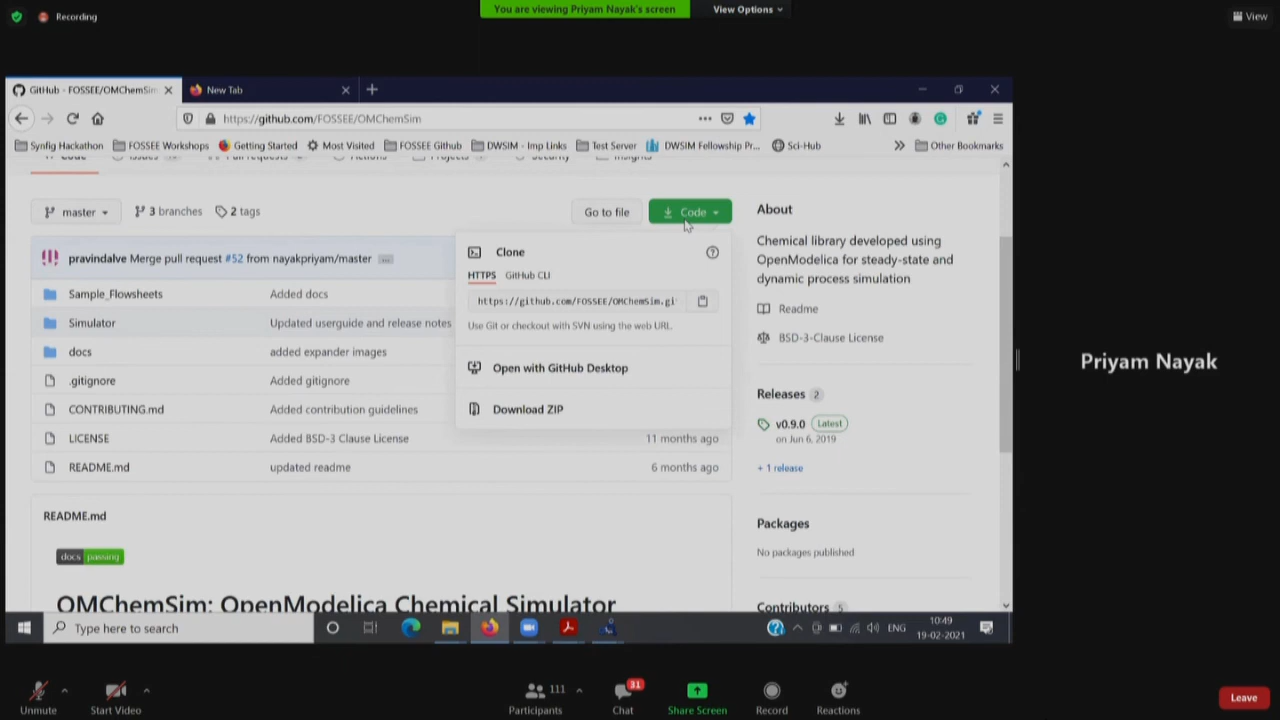 Recording
You are viewing Priyam Nayak's screen
View Options
View
GitHub - FOSSEE/OMChemSim
New Tab
https://github.com/FOSSEE/OMChemSim
Synfig Hackathon
FOSSEE Workshops
Getting Started
Most Visited
FOSSEE Github
DWSIM - Imp Links
Test Server
DWSIM Fellowship Pr...
Sci-Hub
Other Bookmarks
master
3 branches
2 tags
Go to file
Code
pravindalve Merge pull request #52 from nayakpriyam/master ...
Sample_Flowsheets Added docs
Simulator Updated userguide and release notes
docs added expander images
.gitignore Added gitignore
CONTRIBUTING.md Added contribution guidelines
LICENSE Added BSD-3 Clause License 11 months ago
README.md updated readme 6 months ago
Clone
HTTPS GitHub CLI
https://github.com/FOSSEE/OMChemSim.gi
Use Git or checkout with SVN using the web URL.
Open with GitHub Desktop
Download ZIP
README.md
docs passing
OMChemSim: OpenModelica Chemical Simulator
About
Chemical library developed using
OpenModelica for steady-state and
dynamic process simulation
Readme
BSD-3-Clause License
Releases 2
v0.9.0 Latest
on Jun 6, 2019
+ 1 release
Packages
No packages published
Contributors 5
Priyam Nayak
Type here to search
ENG
10:49
19-02-2021
Unmute
Start Video
111
Participants
31
Chat
Share Screen
Record
Reactions
Leave